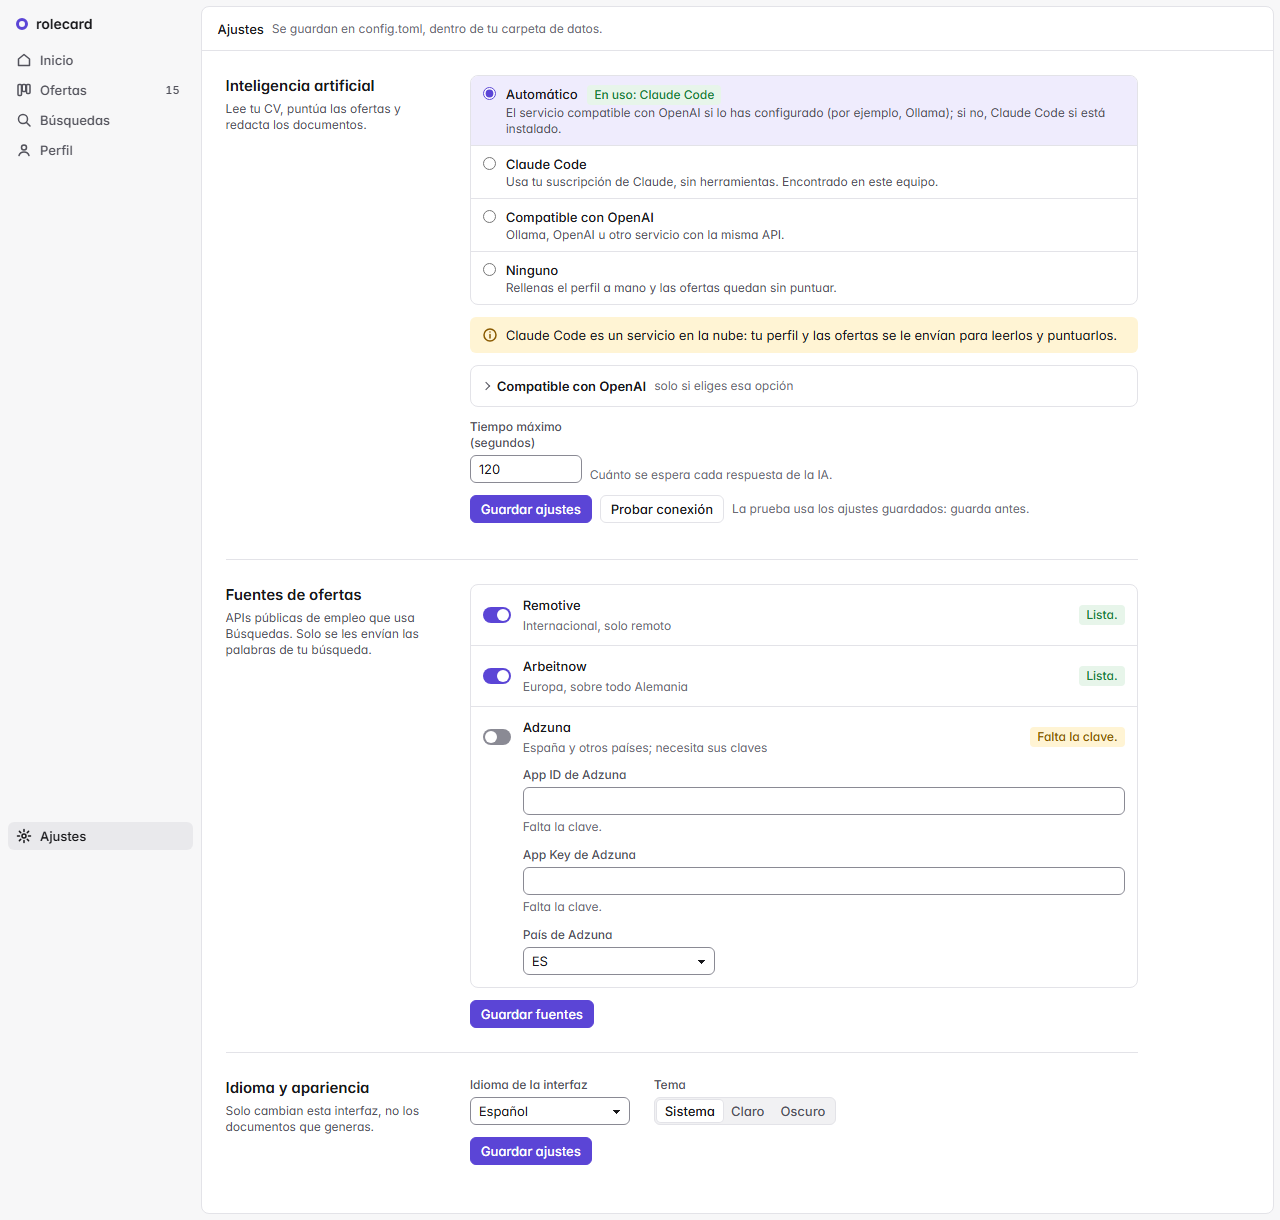 rolecard
Inicio
Ofertas 15
Búsquedas
Perfil
Ajustes
Ajustes Se guardan en config.toml, dentro de tu carpeta de datos.
Inteligencia artificial
Lee tu CV, puntúa las ofertas y
redacta los documentos.
Automático En uso: Claude Code
El servicio compatible con OpenAI si lo has configurado (por ejemplo, Ollama); si no, Claude Code si está
instalado.
Claude Code
Usa tu suscripción de Claude, sin herramientas. Encontrado en este equipo.
Compatible con OpenAI
Ollama, OpenAI u otro servicio con la misma API.
Ninguno
Rellenas el perfil a mano y las ofertas quedan sin puntuar.
Claude Code es un servicio en la nube: tu perfil y las ofertas se le envían para leerlos y puntuarlos.
Compatible con OpenAI solo si eliges esa opción
Tiempo máximo
(segundos)
120 Cuánto se espera cada respuesta de la IA.
Guardar ajustes Probar conexión La prueba usa los ajustes guardados: guarda antes.
Fuentes de ofertas
APIs públicas de empleo que usa
Búsquedas. Solo se les envían las
palabras de tu búsqueda.
Remotive
Internacional, solo remoto
Lista.
Arbeitnow
Europa, sobre todo Alemania
Lista.
Adzuna
España y otros países; necesita sus claves
Falta la clave.
App ID de Adzuna
Falta la clave.
App Key de Adzuna
Falta la clave.
País de Adzuna
ES
Guardar fuentes
Idioma y apariencia
Solo cambian esta interfaz, no los
documentos que generas.
Idioma de la interfaz
Español
Tema
Sistema Claro Oscuro
Guardar ajustes